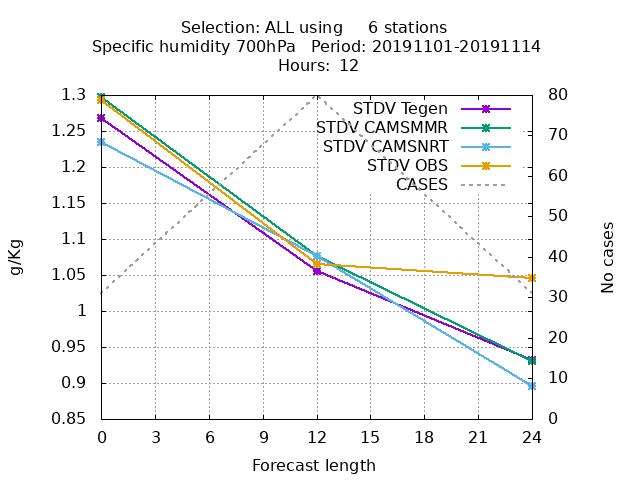 Selection: ALL using     6 stations
Specific humidity 700hPa   Period: 20191101-20191114
Hours: 12
1.3
1.25
1.2
1.15
1.1
1.05
1
0.95
0.9
0.85
g/Kg
STDV Tegen
STDV CAMSMMR
STDV CAMSNRT
STDV OBS
CASES
80
70
60
50
40
30
20
10
0
No cases
0 3 6 9 12 15 18 21 24
Forecast length